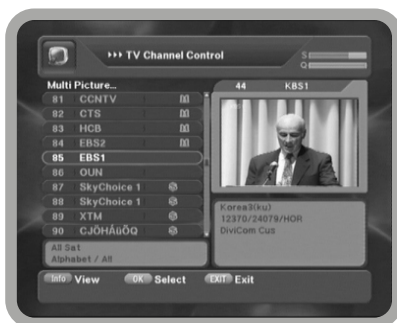 ▸▸▸ TV Channel Control
S
Q
Multi Picture...
81 CCNTV
82 CTS
83 HCB
84 EBS2
85 EBS1
86 OUN
87 SkyChoice 1
88 SkyChoice 1
89 XTM
90 CJÖHÅûÕQ
All Sat
Alphabet / All
44 KBS1
Korea3(ku)
12370/24079/HOR
DiviCom Cus
Info View OK Select EXIT Exit